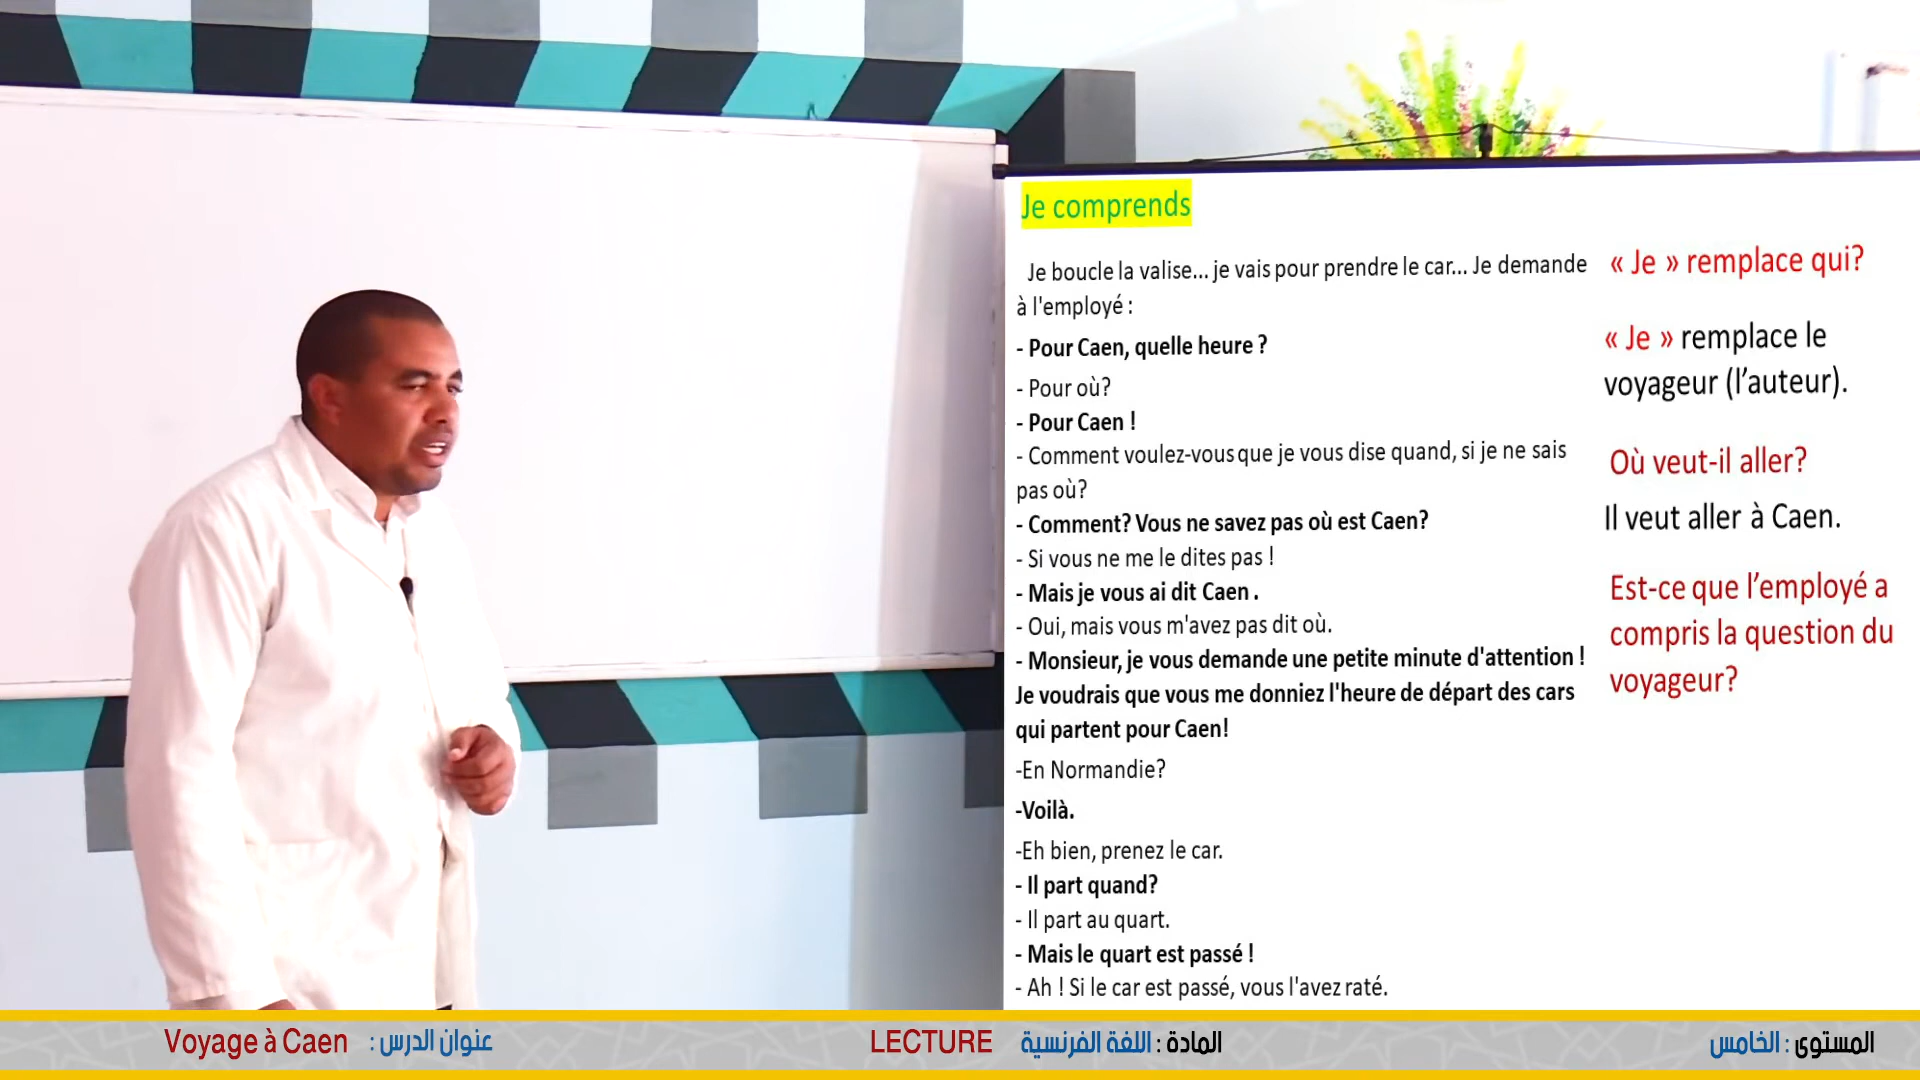 Je comprends
Je boucle la valise... je vais pour prendre le car... Je demande
à l'employé :
- Pour Caen, quelle heure ?
- Pour où?
- Pour Caen !
- Comment voulez-vous que je vous dise quand, si je ne sais
pas où?
- Comment? Vous ne savez pas où est Caen?
- Si vous ne me le dites pas !
- Mais je vous ai dit Caen .
- Oui, mais vous m'avez pas dit où.
- Monsieur, je vous demande une petite minute d'attention !
Je voudrais que vous me donniez l'heure de départ des cars
qui partent pour Caen!
-En Normandie?
-Voilà.
-Eh bien, prenez le car.
- Il part quand?
- Il part au quart.
- Mais le quart est passé !
- Ah ! Si le car est passé, vous l'avez raté.
« Je » remplace qui?
« Je » remplace le
voyageur (l’auteur).
Où veut-il aller?
Il veut aller à Caen.
Est-ce que l’employé a
compris la question du
voyageur?
المستوى : الخامس
المادة : اللغة الفرنسية LECTURE
عنوان الدرس : Voyage à Caen